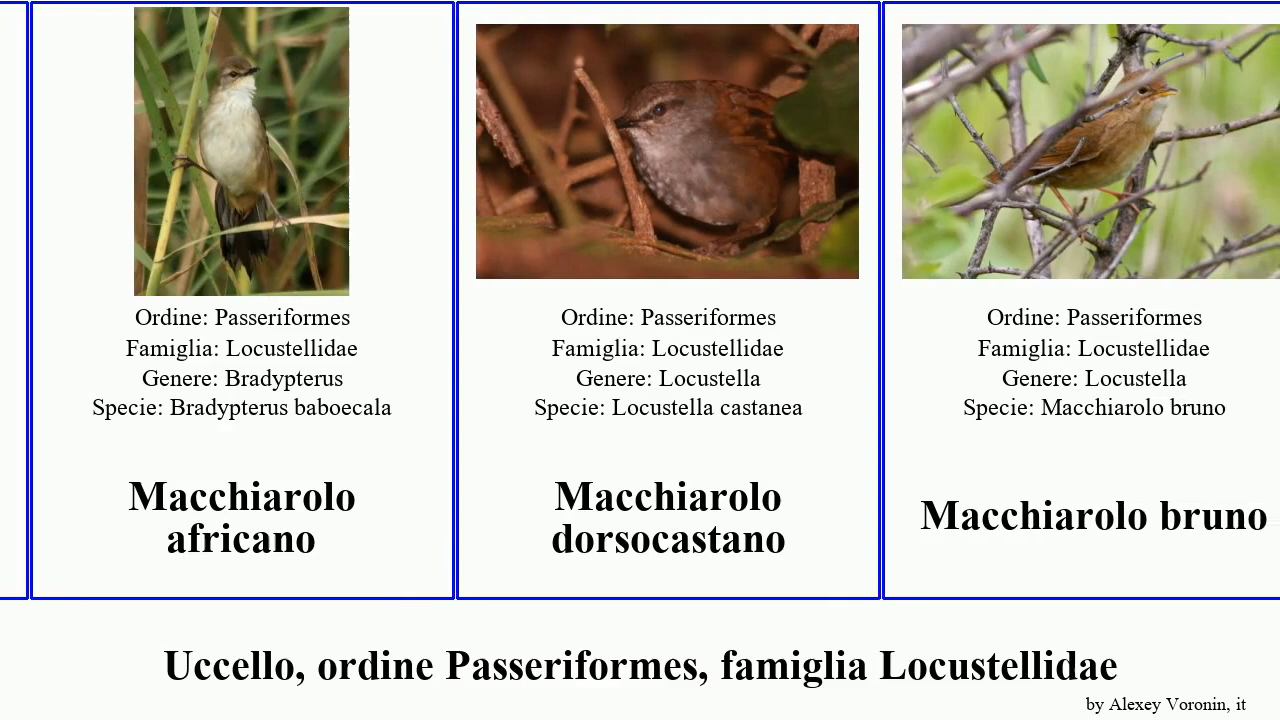 Ordine: Passeriformes
Famiglia: Locustellidae
Genere: Bradypterus
Specie: Bradypterus baboecala
Macchiarolo
africano
Ordine: Passeriformes
Famiglia: Locustellidae
Genere: Locustella
Specie: Locustella castanea
Macchiarolo
dorsocastano
Ordine: Passeriformes
Famiglia: Locustellidae
Genere: Locustella
Specie: Macchiarolo bruno
Macchiarolo bruno
Uccello, ordine Passeriformes, famiglia Locustellidae
by Alexey Voronin, it